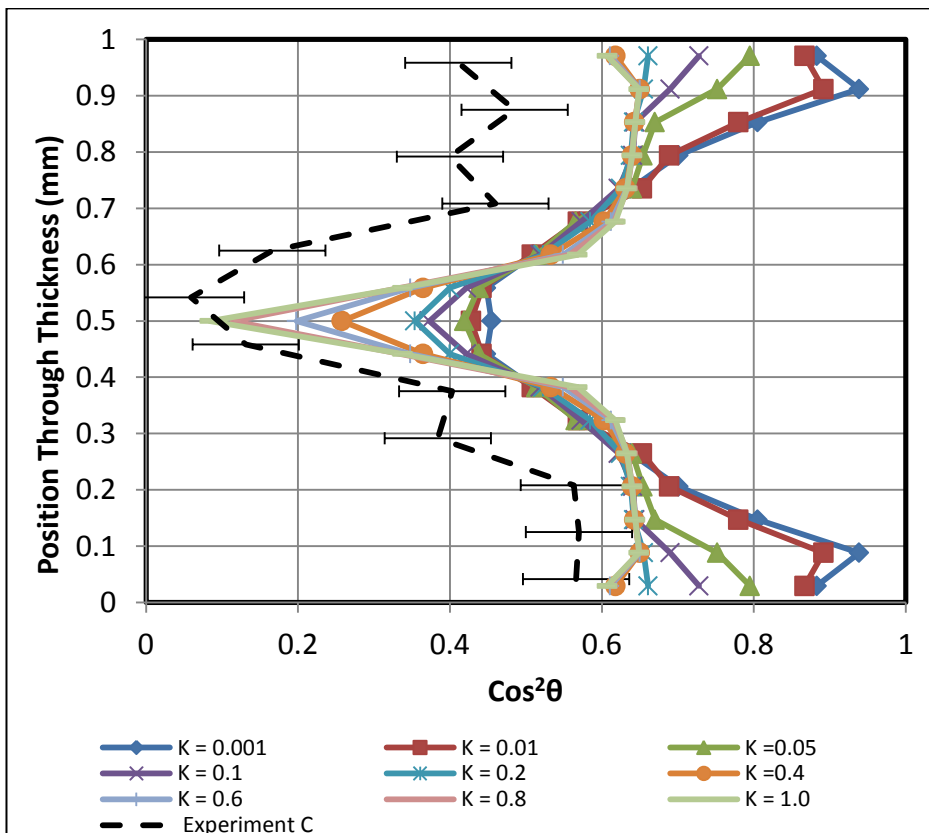 Position Through Thickness (mm)
1
0.9
0.8
0.7
0.6
0.5
0.4
0.3
0.2
0.1
0
0 0.2 0.4 0.6 0.8 1
Cos²θ
K = 0.001 K = 0.01 K =0.05
K = 0.1 K = 0.2 K =0.4
K = 0.6 K = 0.8 K = 1.0
Experiment C